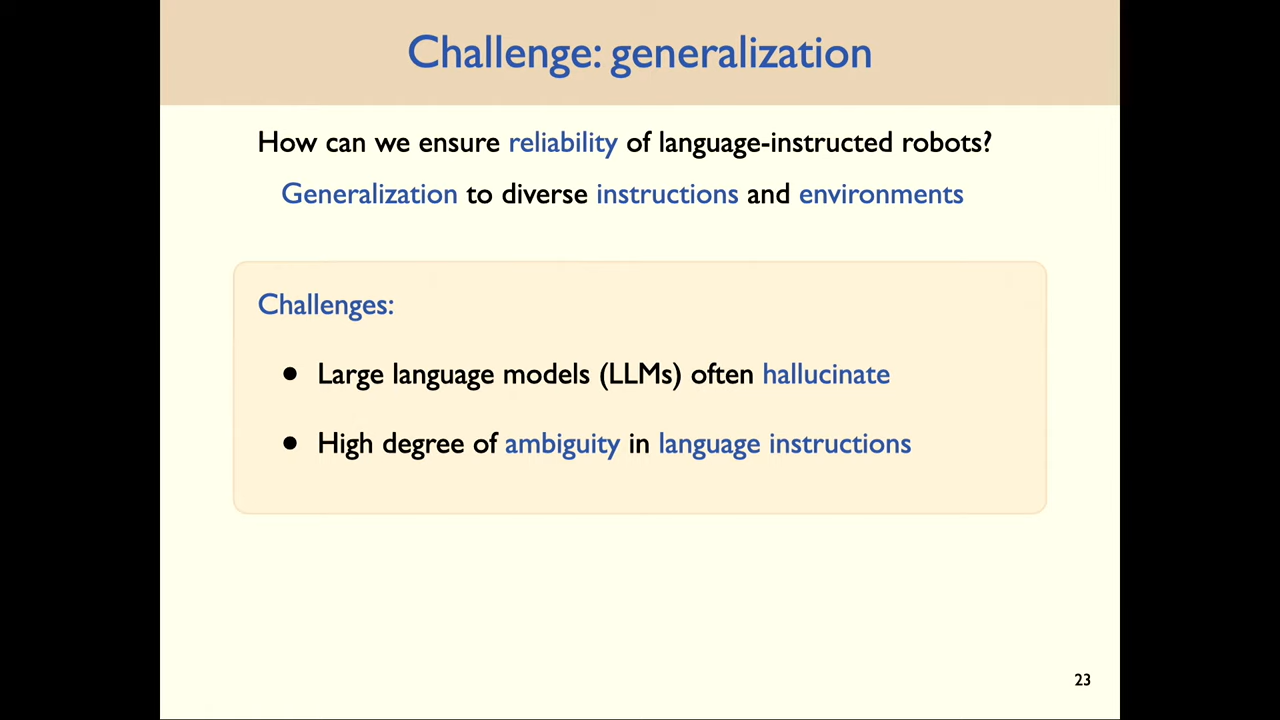 Challenge: generalization
How can we ensure reliability of language-instructed robots?
Generalization to diverse instructions and environments
Challenges:
● Large language models (LLMs) often hallucinate
● High degree of ambiguity in language instructions
23